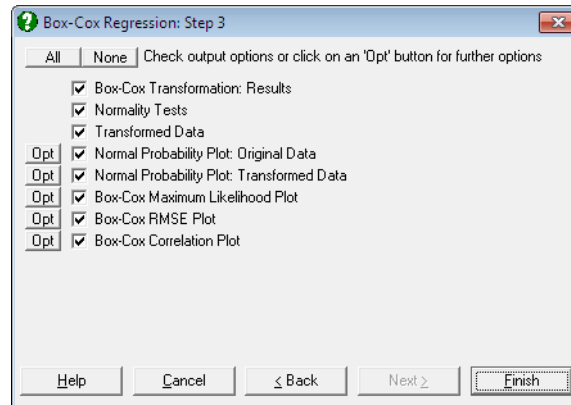 Box-Cox Regression: Step 3
All None Check output options or click on an 'Opt' button for further options
Box-Cox Transformation: Results
Normality Tests
Transformed Data
Opt Normal Probability Plot: Original Data
Opt Normal Probability Plot: Transformed Data
Opt Box-Cox Maximum Likelihood Plot
Opt Box-Cox RMSE Plot
Opt Box-Cox Correlation Plot
Help Cancel < Back Next > Finish